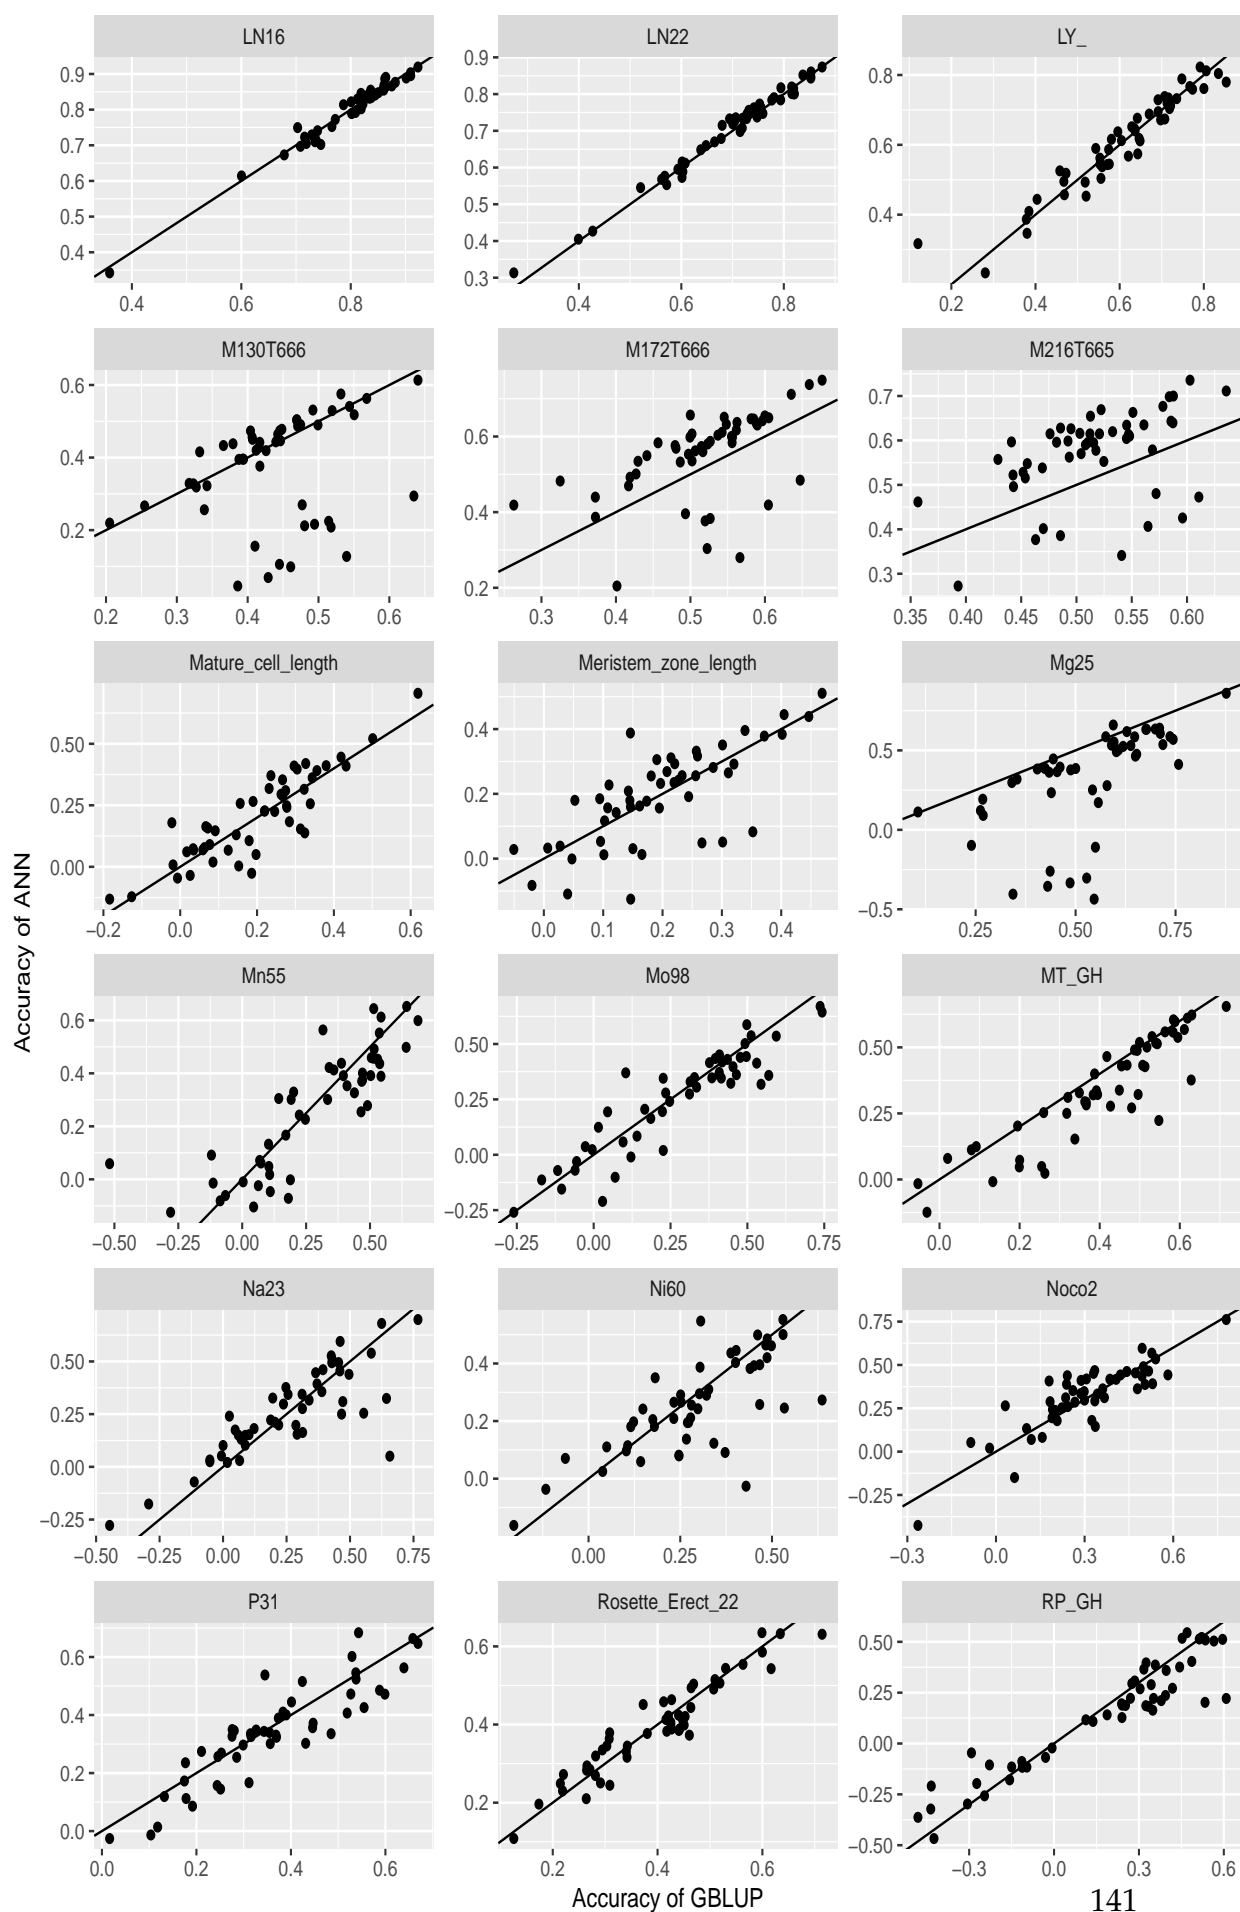 LN16 LN22 LY_
0.9 0.8 0.7 0.6 0.5 0.4
0.4 0.6 0.8
0.9 0.8 0.7 0.6 0.5 0.4 0.3
0.4 0.6 0.8
0.8 0.6 0.4
0.2 0.4 0.6 0.8
M130T666 M172T666 M216T665
0.6 0.4 0.2
0.2 0.3 0.4 0.5 0.6
0.6 0.4 0.2
0.3 0.4 0.5 0.6
0.7 0.6 0.5 0.4 0.3
0.35 0.40 0.45 0.50 0.55 0.60
Mature_cell_length Meristem_zone_length Mg25
0.50 0.25 0.00
−0.2 0.0 0.2 0.4 0.6
0.4 0.2 0.0
0.0 0.1 0.2 0.3 0.4
0.5 0.0 −0.5
0.25 0.50 0.75
Accuracy of ANN
Mn55 Mo98 MT_GH
0.6 0.4 0.2 0.0
−0.50 −0.25 0.00 0.25 0.50
0.50 0.25 0.00 −0.25
−0.25 0.00 0.25 0.50 0.75
0.50 0.25 0.00
0.0 0.2 0.4 0.6
Na23 Ni60 Noco2
0.50 0.25 0.00 −0.25
−0.50 −0.25 0.00 0.25 0.50 0.75
0.4 0.2 0.0
0.00 0.25 0.50
0.75 0.50 0.25 0.00 −0.25
−0.3 0.0 0.3 0.6
P31 Rosette_Erect_22 RP_GH
0.6 0.4 0.2 0.0
0.0 0.2 0.4 0.6
0.6 0.4 0.2
0.2 0.4 0.6
0.50 0.25 0.00 −0.25 −0.50
−0.3 0.0 0.3 0.6
Accuracy of GBLUP
141